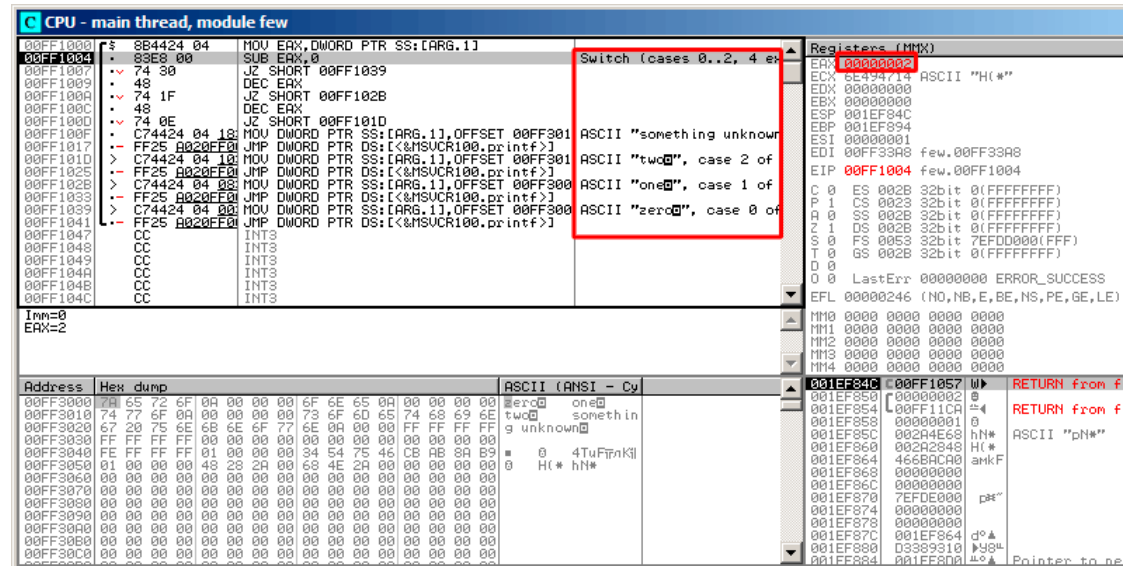 CPU - main thread, module few
00FF1000 $ 8B4424 04 MOV EAX,DWORD PTR SS:[ARG.1]
00FF1004 · 83E8 00 SUB EAX,0 Switch (cases 0..2, 4 ex
00FF1007 ·v 74 30 JZ SHORT 00FF1039
00FF1009 · 48 DEC EAX
00FF100A ·v 74 1F JZ SHORT 00FF102B
00FF100C · 48 DEC EAX
00FF100D ·v 74 0E JZ SHORT 00FF101D
00FF100F · C74424 04 18 MOV DWORD PTR SS:[ARG.1],OFFSET 00FF301 ASCII "something unknown
00FF1017 ·- FF25 A020FF0 JMP DWORD PTR DS:[<&MSVCR100.printf>]
00FF101D > C74424 04 10 MOV DWORD PTR SS:[ARG.1],OFFSET 00FF301 ASCII "two◙", case 2 of
00FF1025 ·- FF25 A020FF0 JMP DWORD PTR DS:[<&MSVCR100.printf>]
00FF102B > C74424 04 08 MOV DWORD PTR SS:[ARG.1],OFFSET 00FF300 ASCII "one◙", case 1 of
00FF1033 ·- FF25 A020FF0 JMP DWORD PTR DS:[<&MSVCR100.printf>]
00FF1039 > C74424 04 00 MOV DWORD PTR SS:[ARG.1],OFFSET 00FF300 ASCII "zero◙", case 0 of
00FF1041 ·- FF25 A020FF0 JMP DWORD PTR DS:[<&MSVCR100.printf>]
00FF1047 CC INT3
00FF1048 CC INT3
00FF1049 CC INT3
00FF104A CC INT3
00FF104B CC INT3
00FF104C CC INT3
Imm=0
EAX=2
Registers (MMX)
EAX 00000002
ECX 6E494714 ASCII "H(*"
EDX 00000000
EBX 00000000
ESP 001EF84C
EBP 001EF894
ESI 00000001
EDI 00FF33A8 few.00FF33A8
EIP 00FF1004 few.00FF1004
C 0 ES 002B 32bit 0(FFFFFFFF)
P 1 CS 0023 32bit 0(FFFFFFFF)
A 0 SS 002B 32bit 0(FFFFFFFF)
Z 1 DS 002B 32bit 0(FFFFFFFF)
S 0 FS 0053 32bit 7EFDD000(FFF)
T 0 GS 002B 32bit 0(FFFFFFFF)
D 0
O 0 LastErr 00000000 ERROR_SUCCESS
EFL 00000246 (NO,NB,E,BE,NS,PE,GE,LE)
MM0 0000 0000 0000 0000
MM1 0000 0000 0000 0000
MM2 0000 0000 0000 0000
MM3 0000 0000 0000 0000
MM4 0000 0000 0000 0000
Address Hex dump ASCII (ANSI - Cy
00FF3000 7A 65 72 6F 0A 00 00 00 6F 6E 65 0A 00 00 00 00 zero◙ one◙
00FF3010 74 77 6F 0A 00 00 00 00 73 6F 6D 65 74 68 69 6E two◙ somethin
00FF3020 67 20 75 6E 6B 6E 6F 77 6E 0A 00 00 FF FF FF FF g unknown◙
00FF3030 FF FF FF FF 00 00 00 00 00 00 00 00 00 00 00 00
00FF3040 FE FF FF FF 01 00 00 00 34 54 75 46 CB AB 8A B9
00FF3050 01 00 00 00 48 28 2A 00 68 4E 2A 00 00 00 00 00 H(* hN*
00FF3060 00 00 00 00 00 00 00 00 00 00 00 00 00 00 00 00
00FF3070 00 00 00 00 00 00 00 00 00 00 00 00 00 00 00 00
00FF3080 00 00 00 00 00 00 00 00 00 00 00 00 00 00 00 00
00FF3090 00 00 00 00 00 00 00 00 00 00 00 00 00 00 00 00
00FF30A0 00 00 00 00 00 00 00 00 00 00 00 00 00 00 00 00
00FF30B0 00 00 00 00 00 00 00 00 00 00 00 00 00 00 00 00
00FF30C0 00 00 00 00 00 00 00 00 00 00 00 00 00 00 00 00
001EF84C 00FF1057 RETURN from f
001EF850 00000002
001EF854 00FF11CA RETURN from f
001EF858 00000001
001EF85C 002A4E68 hN* ASCII "pN*"
001EF860 002A2848 H(*
001EF864 466BACA0 амkF
001EF868 00000000
001EF86C 00000000
001EF870 7EFDE000
001EF874 00000000
001EF878 00000000
001EF87C 001EF864
001EF880 D3389310
001EF884 001EF8D0 Pointer to ne